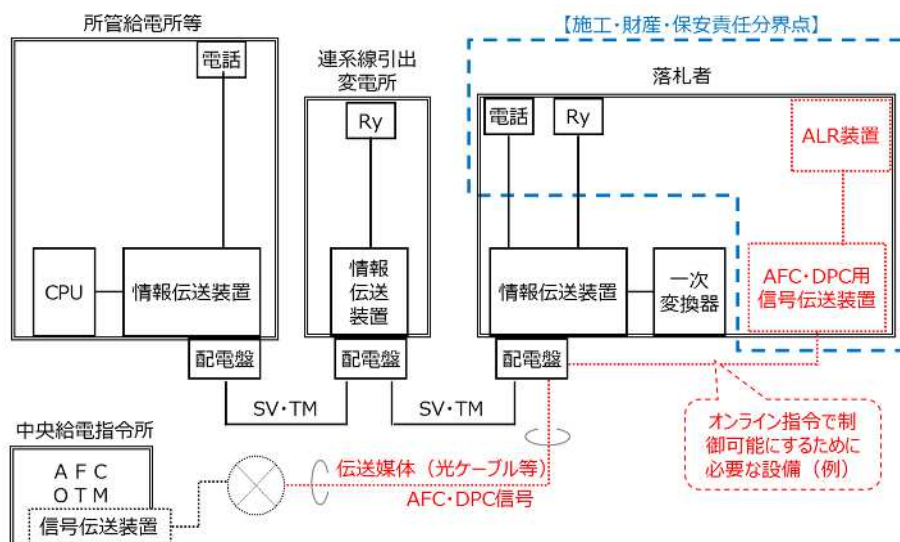 所管給電所等
電話
CPU
情報伝送装置
配電盤
連系線引出
変電所
Ry
情報
伝送
装置
配電盤
【施工・財産・保安責任分界点】
落札者
電話
Ry
ALR装置
情報伝送装置
一次
変換器
AFC・DPC用
信号伝送装置
配電盤
SV・TM
SV・TM
オンライン指令で制
御可能にするために
必要な設備（例）
中央給電指令所
AFC
OTM
信号伝送装置
伝送媒体（光ケーブル等）
AFC・DPC信号